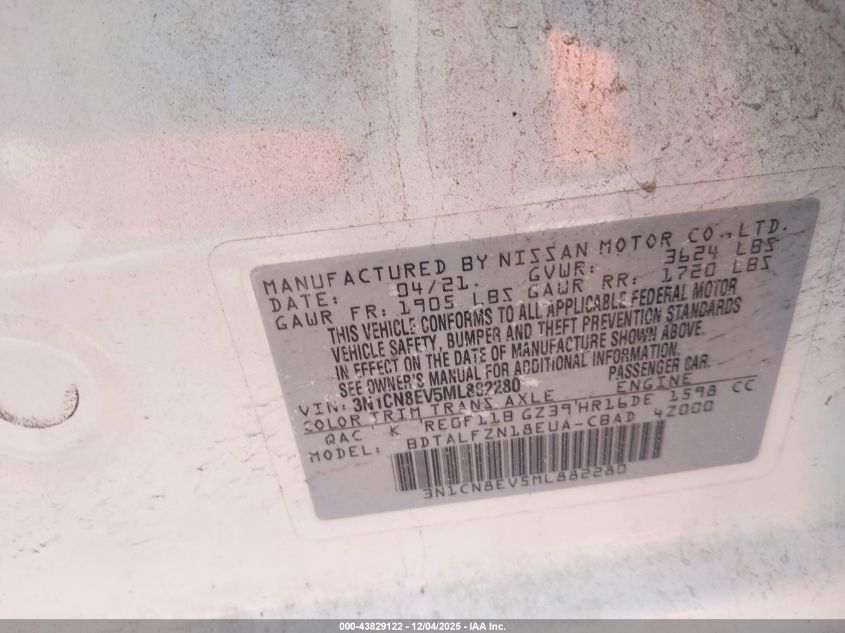 MANUFACTURED BY NISSAN MOTOR CO.,LTD.
DATE: 04/21. GVWR: 3624 LBS
GAWR FR: 1905 LBS GAWR RR: 1720 LBS
THIS VEHICLE CONFORMS TO ALL APPLICABLE FEDERAL MOTOR
VEHICLE SAFETY, BUMPER AND THEFT PREVENTION STANDARDS
IN EFFECT ON THE DATE OF MANUFACTURE SHOWN ABOVE.
SEE OWNER'S MANUAL FOR ADDITIONAL INFORMATION.
VIN: 3N1CN8EV5ML882280 PASSENGER CAR.
COLOR TRIM TRANS AXLE ENGINE
QAC K RE0F11B GZ39 HR16DE 1598 CC
MODEL: BDTALFZN18EUA-CBAD 4Z000
3N1CN8EV5ML882280
000-43829122 - 12/04/2025 - IAA Inc.